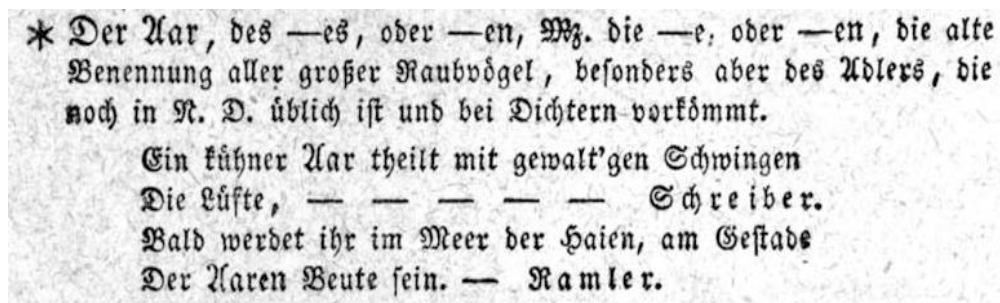 * Der Aar, des —es, oder —en, Mz. die —e, oder —en, die alte
Benennung aller großer Raubvögel, besonders aber des Adlers, die
noch in N. D. üblich ist und bei Dichtern vorkömmt.
Ein kühner Aar theilt mit gewalt'gen Schwingen
Die Lüfte, — — — — — Schreiber.
Bald werdet ihr im Meer der Haien, am Gestade
Der Aaren Beute sein. — Ramler.